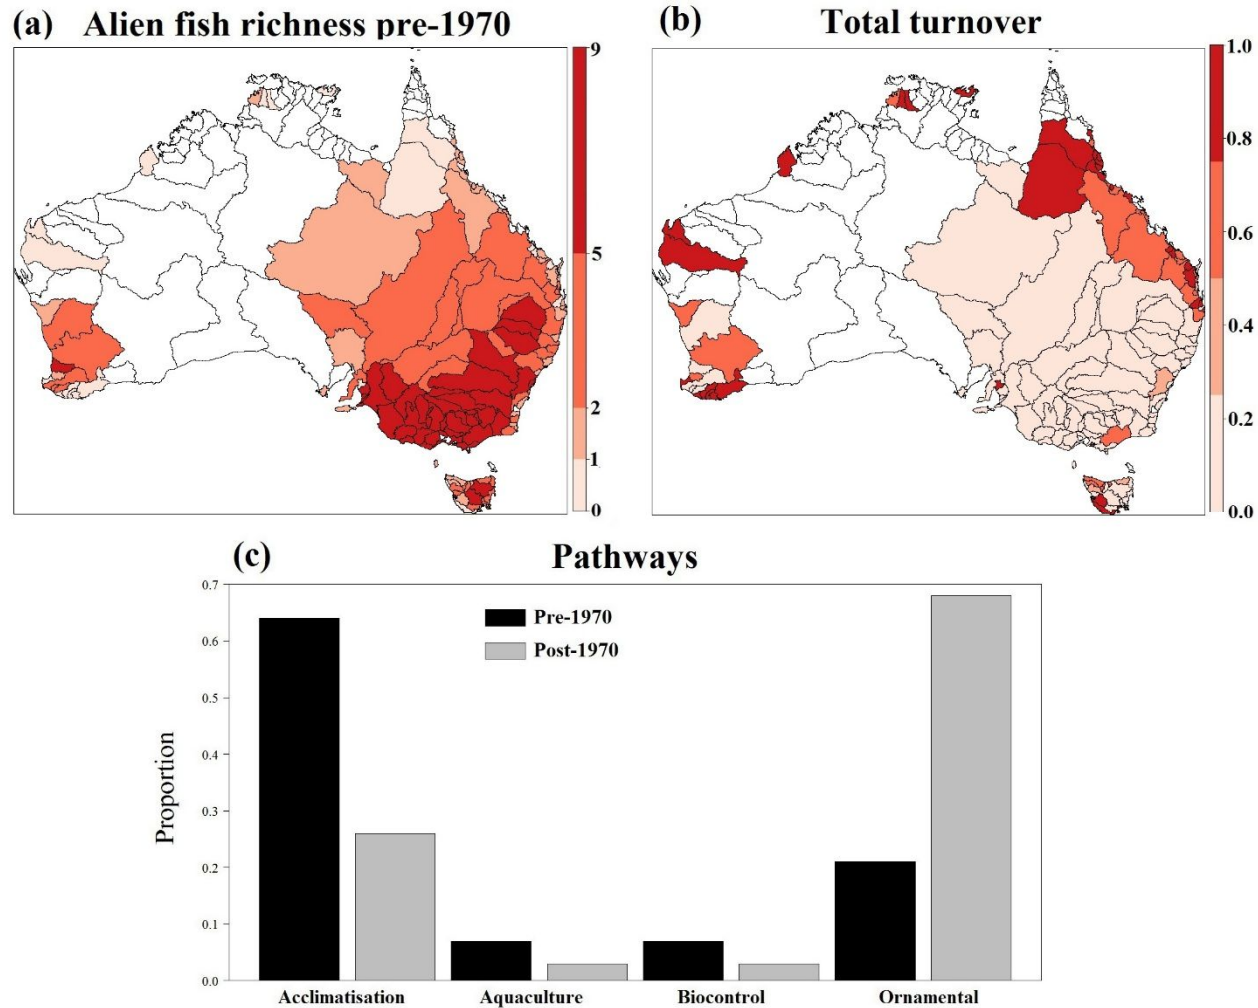 (a) Alien fish richness pre-1970
9
5
2
1
0
(b) Total turnover
1.0
0.8
0.6
0.4
0.2
0.0
(c) Pathways
Proportion
0.7
0.6
0.5
0.4
0.3
0.2
0.1
0.0
Pre-1970
Post-1970
Acclimatisation Aquaculture Biocontrol Ornamental